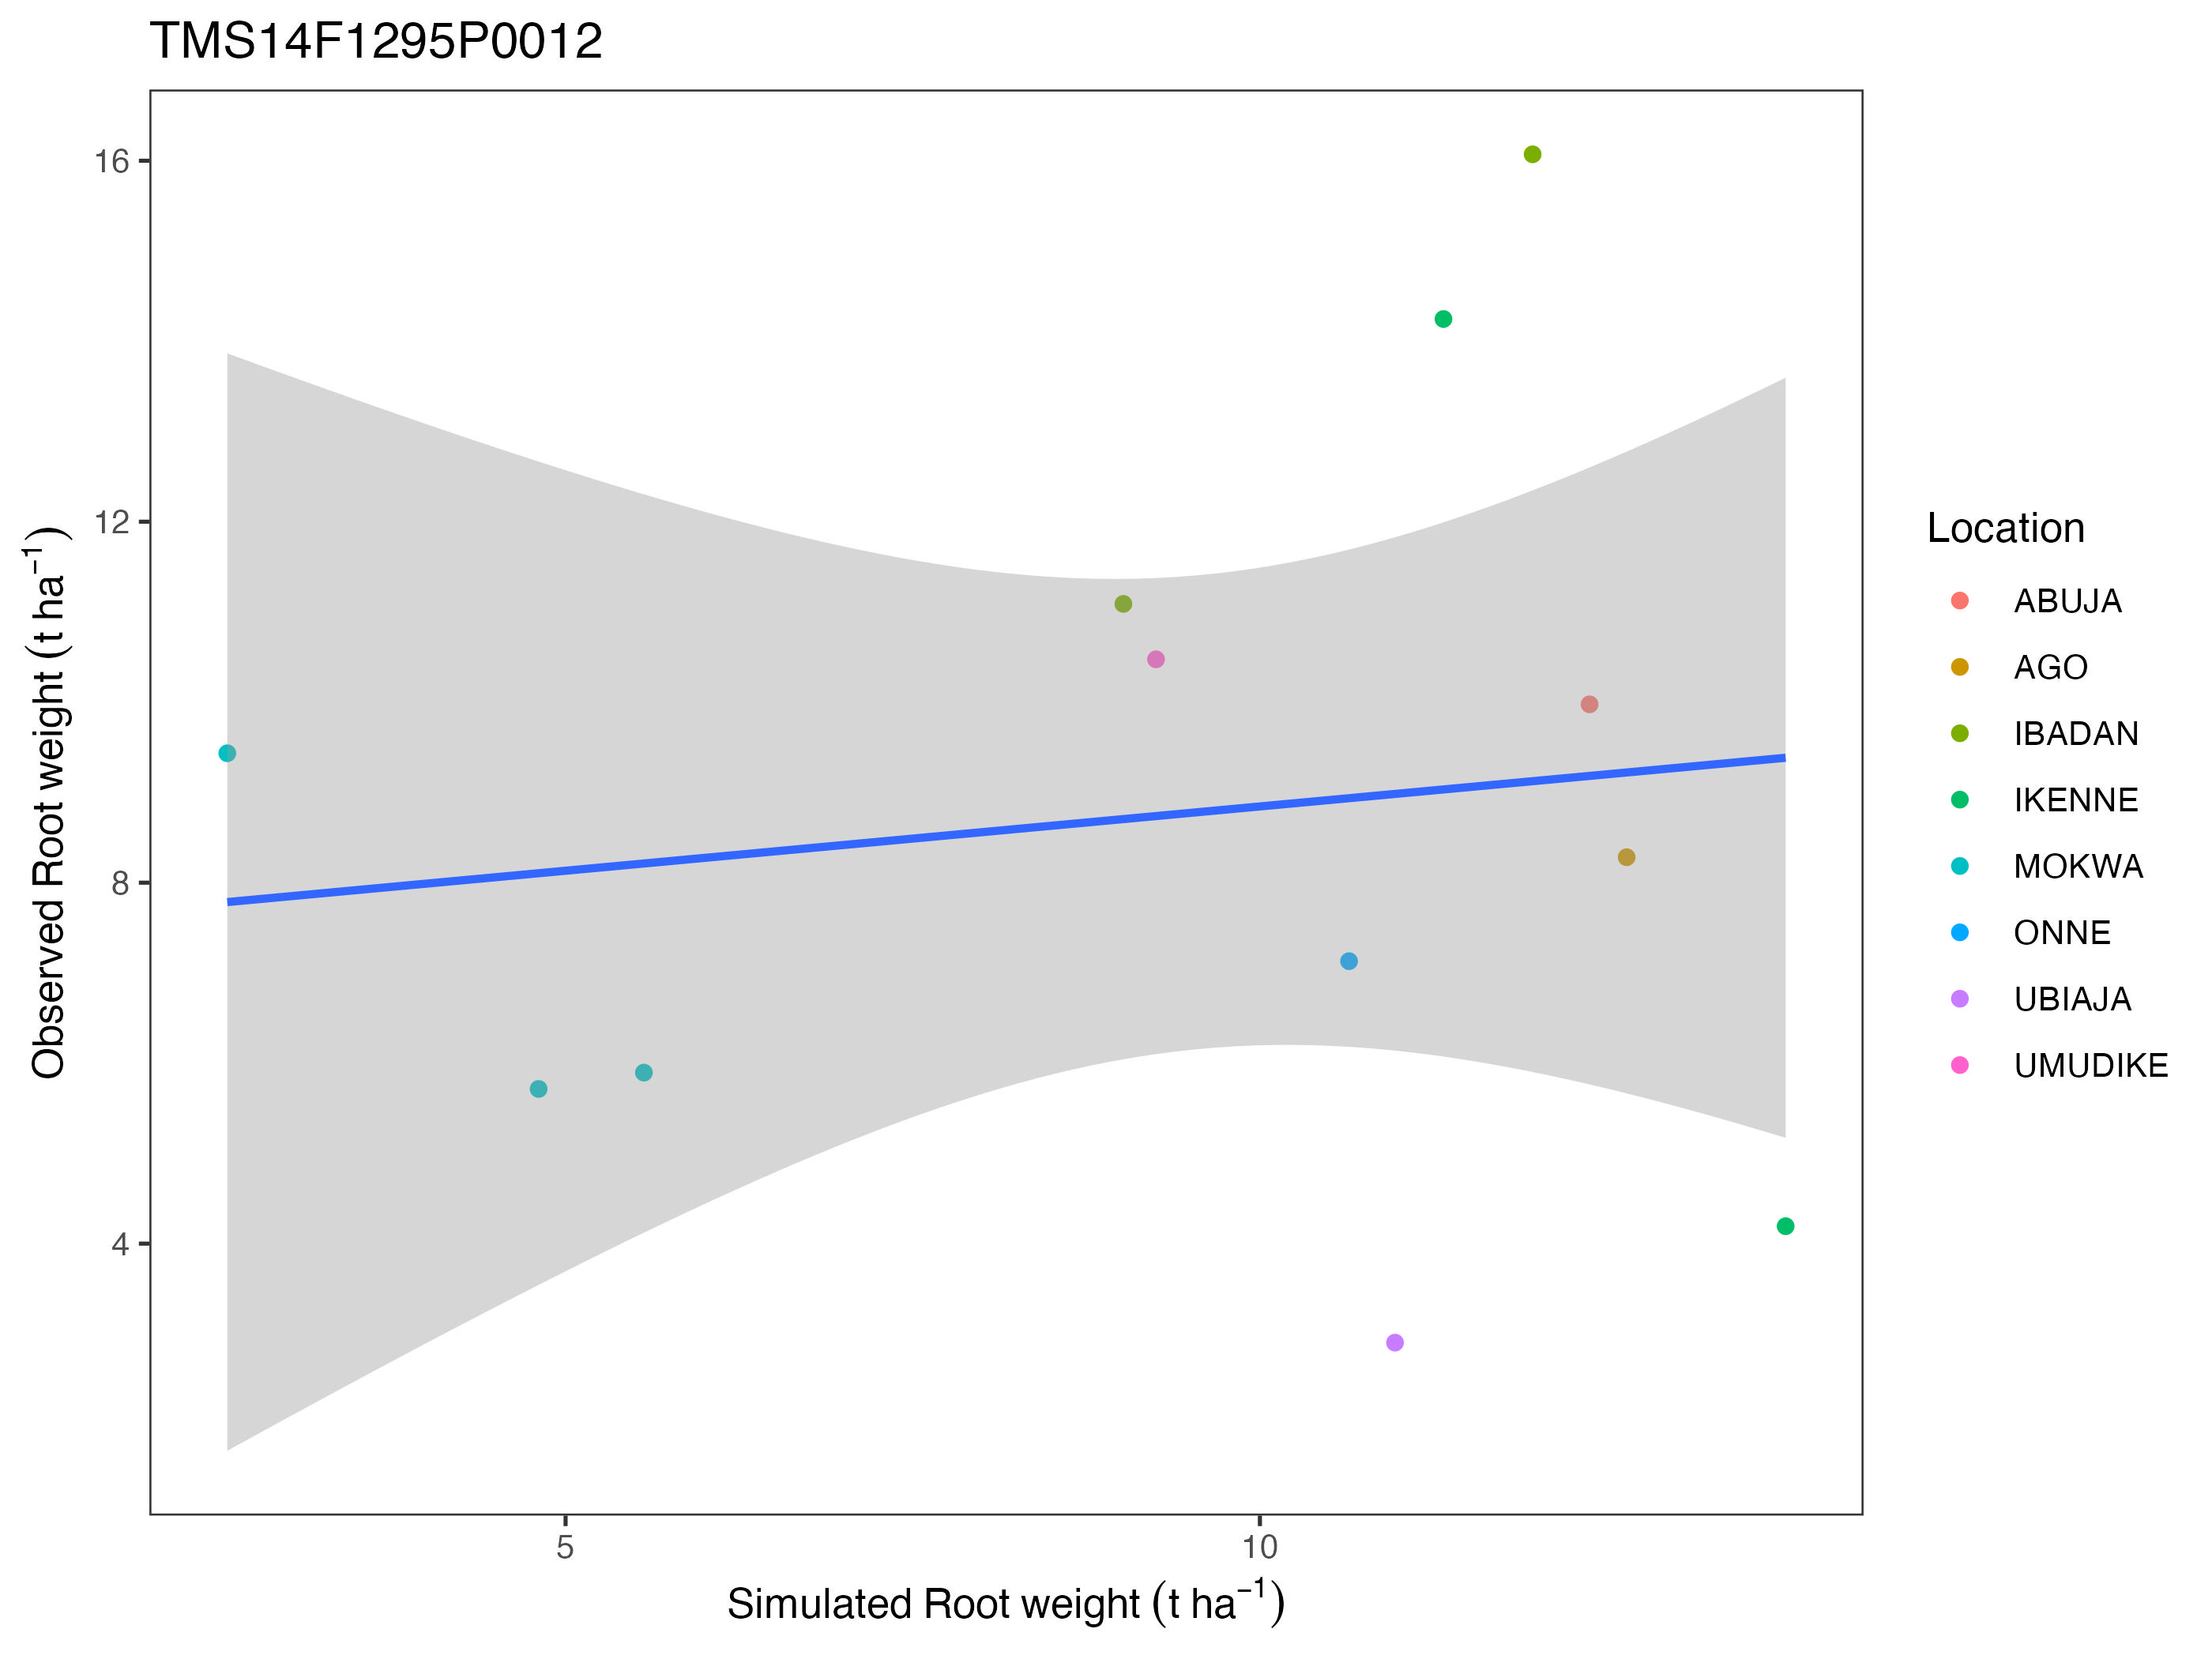 TMS14F1295P0012
Observed Root weight (t ha⁻¹)
16
12
8
4
5
10
Simulated Root weight (t ha⁻¹)
Location
ABUJA
AGO
IBADAN
IKENNE
MOKWA
ONNE
UBIAJA
UMUDIKE